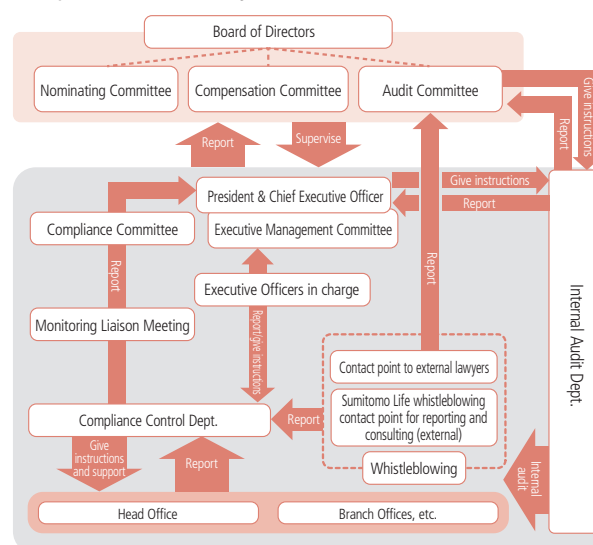 Board of Directors
Nominating Committee
Compensation Committee
Audit Committee
Give instructions
Report
Report
Supervise
President & Chief Executive Officer
Give instructions
Report
Executive Management Committee
Compliance Committee
Report
Executive Officers in charge
Report
Monitoring Liaison Meeting
Report/give
instructions
Internal Audit Dept.
Contact point to external lawyers
Sumitomo Life whistleblowing
contact point for reporting and
consulting (external)
Compliance Control Dept.
Report
Whistleblowing
Give
instructions
and support
Report
Internal
audit
Head Office
Branch Offices, etc.